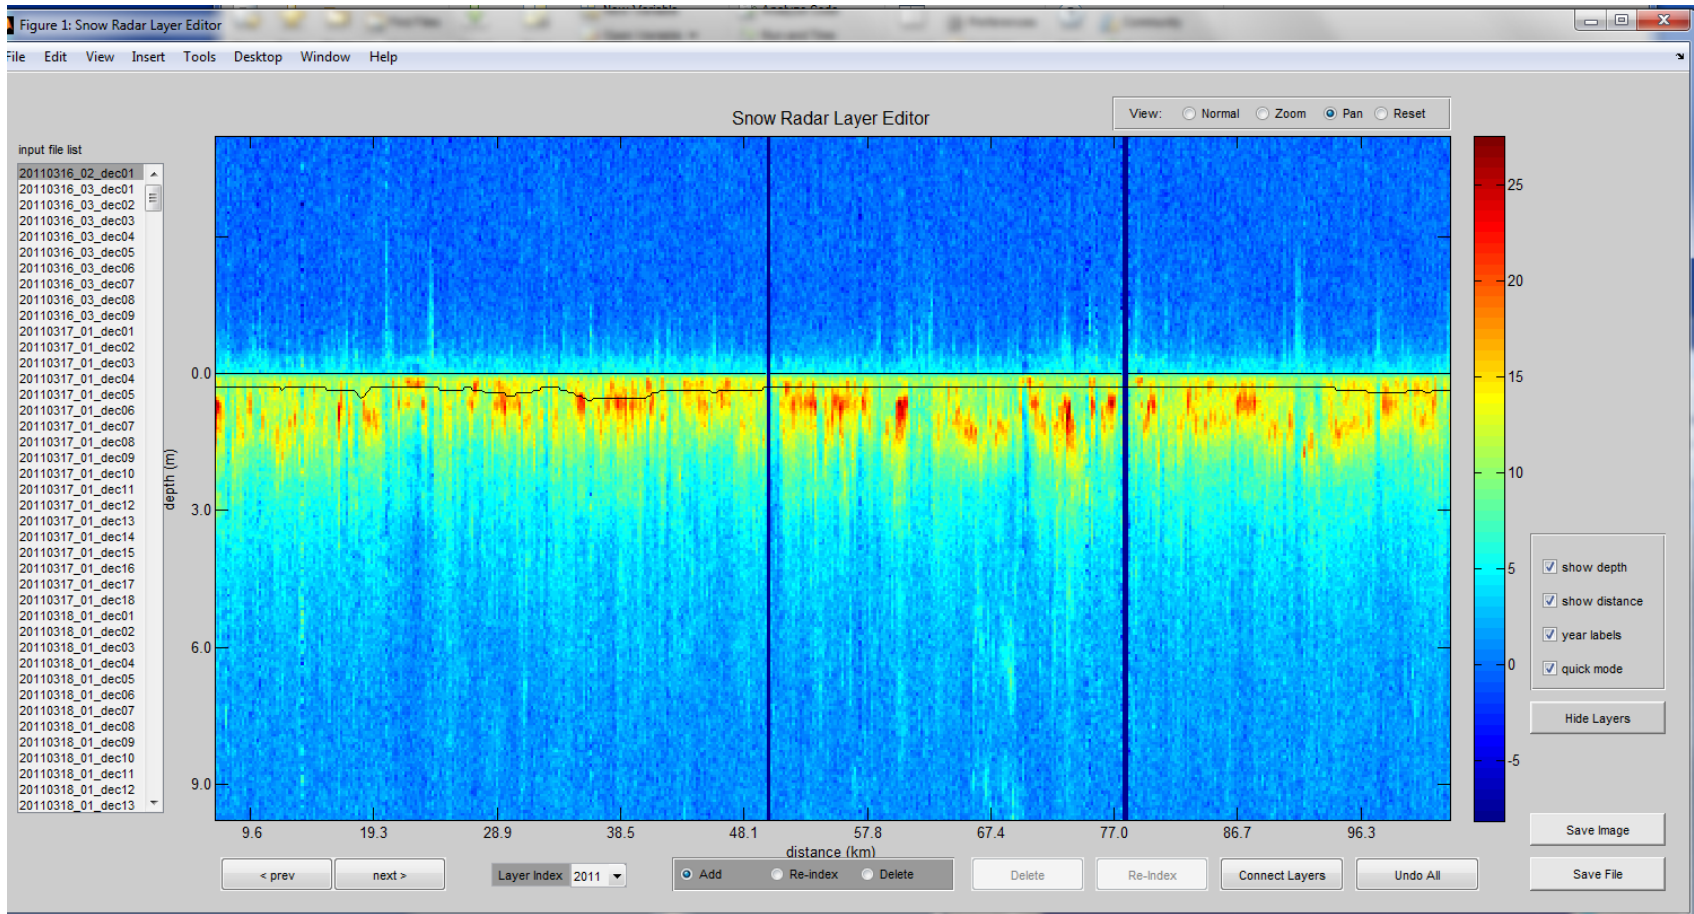 Figure 1: Snow Radar Layer Editor
File Edit View Insert Tools Desktop Window Help
Snow Radar Layer Editor
View: Normal Zoom Pan Reset
input file list
20110316_02_dec01
20110316_03_dec01
20110316_03_dec02
20110316_03_dec03
20110316_03_dec04
20110316_03_dec05
20110316_03_dec06
20110316_03_dec07
20110316_03_dec08
20110316_03_dec09
20110317_01_dec01
20110317_01_dec02
20110317_01_dec03
20110317_01_dec04
20110317_01_dec05
20110317_01_dec06
20110317_01_dec07
20110317_01_dec08
20110317_01_dec09
20110317_01_dec10
20110317_01_dec11
20110317_01_dec12
20110317_01_dec13
20110317_01_dec14
20110317_01_dec15
20110317_01_dec16
20110317_01_dec17
20110317_01_dec18
20110318_01_dec01
20110318_01_dec02
20110318_01_dec03
20110318_01_dec04
20110318_01_dec05
20110318_01_dec06
20110318_01_dec07
20110318_01_dec08
20110318_01_dec09
20110318_01_dec10
20110318_01_dec11
20110318_01_dec12
20110318_01_dec13
depth (m)
0.0
3.0
6.0
9.0
9.6 19.3 28.9 38.5 48.1 57.8 67.4 77.0 86.7 96.3
distance (km)
25
20
15
10
5
0
-5
show depth
show distance
year labels
quick mode
Hide Layers
Save Image
Save File
< prev next > Layer Index 2011 Add Re-index Delete Delete Re-Index Connect Layers Undo All